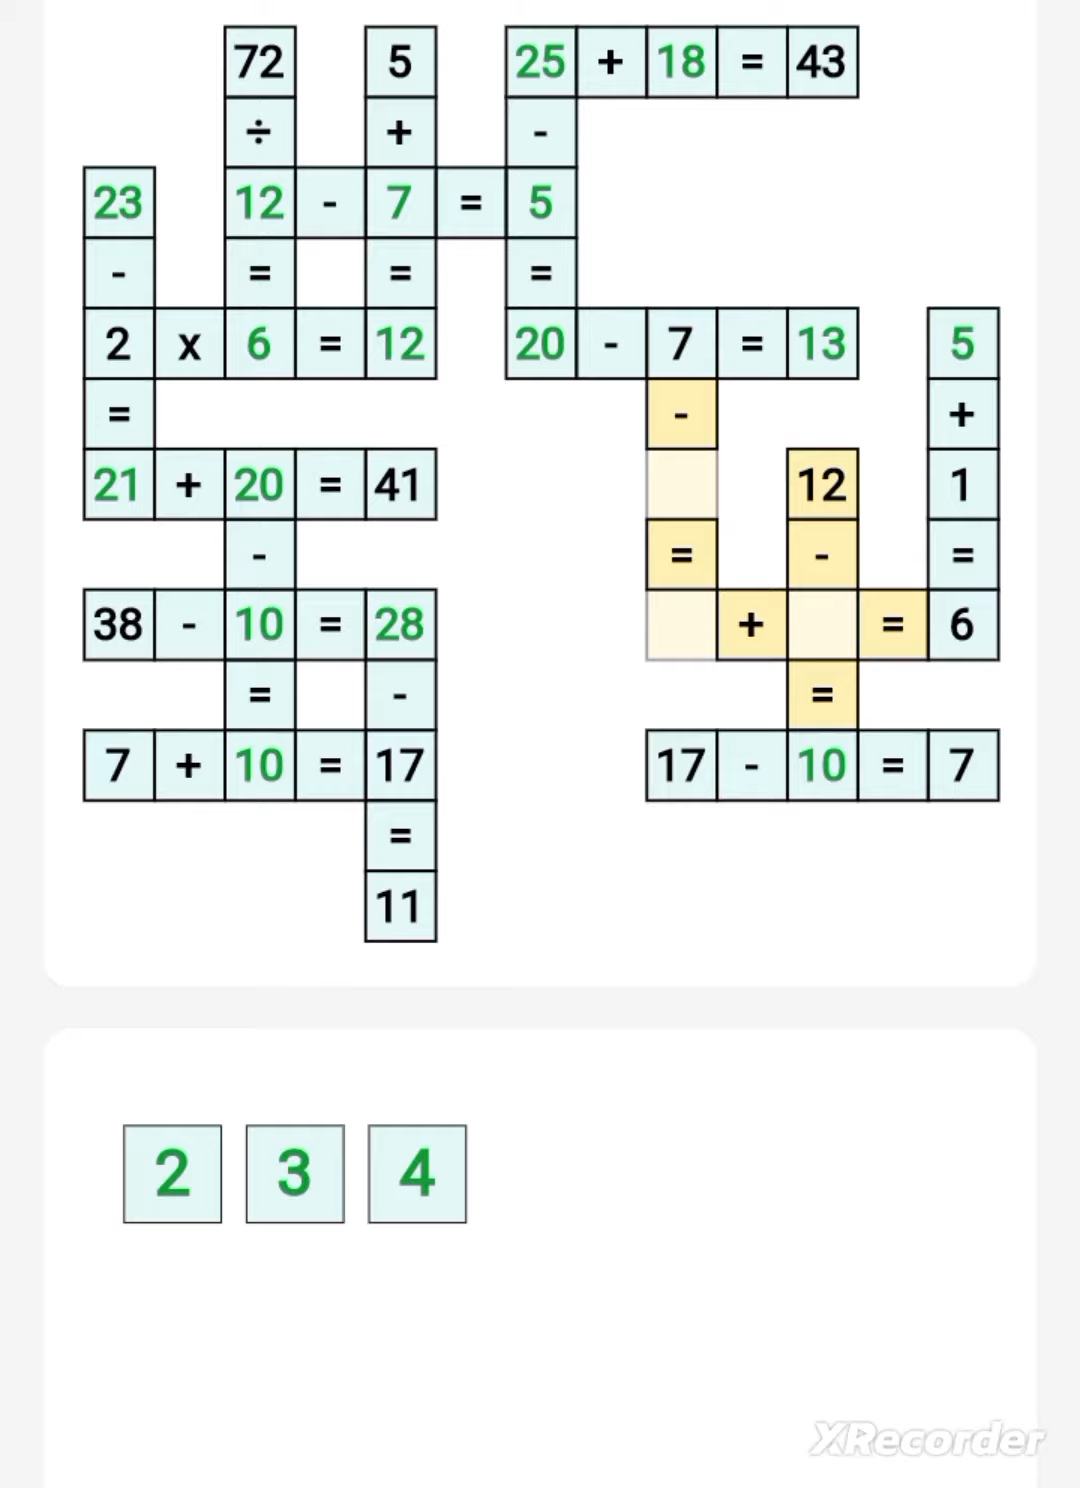 72 5 25 + 18 = 43
÷ + -
23 12 - 7 = 5
- = = =
2 x 6 = 12 20 - 7 = 13 5
= - +
21 + 20 = 41 12 1
- = - =
38 - 10 = 28 + = 6
= - =
7 + 10 = 17 17 - 10 = 7
=
11
2 3 4
XRecorder